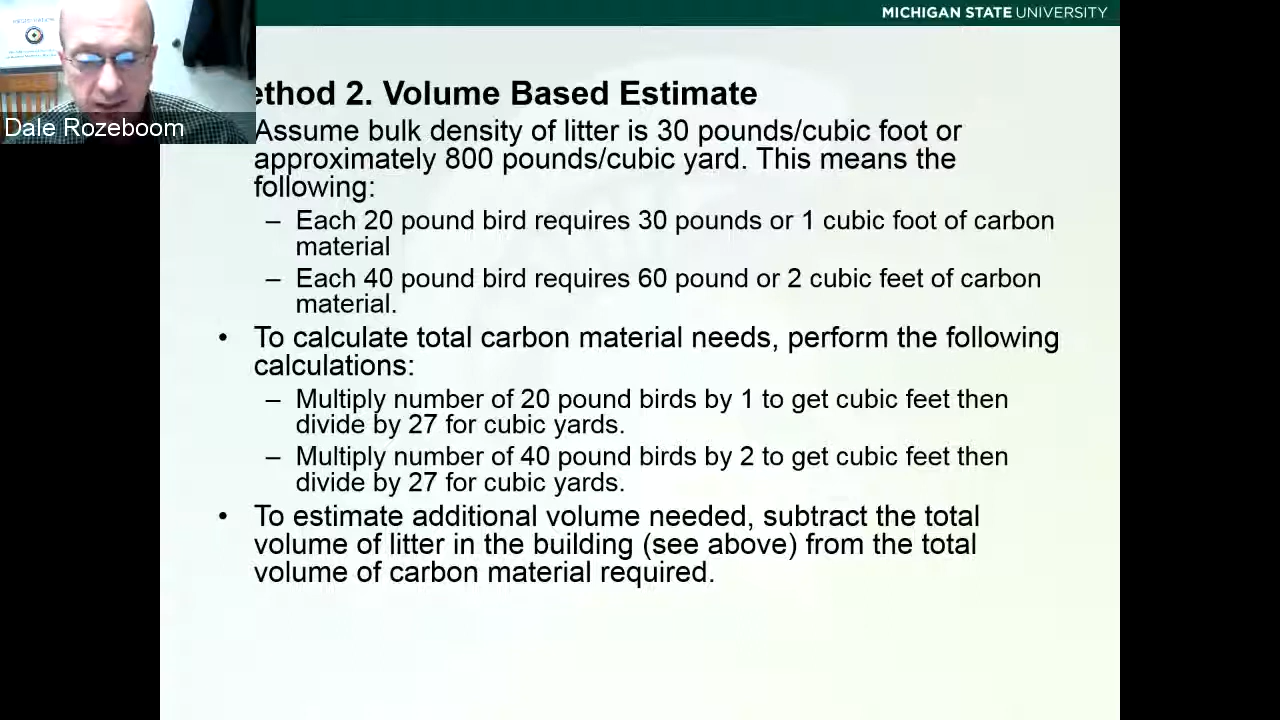 MICHIGAN STATE UNIVERSITY
ethod 2. Volume Based Estimate
Dale Rozeboom
Assume bulk density of litter is 30 pounds/cubic foot or
approximately 800 pounds/cubic yard. This means the
following:
– Each 20 pound bird requires 30 pounds or 1 cubic foot of carbon
material
– Each 40 pound bird requires 60 pound or 2 cubic feet of carbon
material.
• To calculate total carbon material needs, perform the following
calculations:
– Multiply number of 20 pound birds by 1 to get cubic feet then
divide by 27 for cubic yards.
– Multiply number of 40 pound birds by 2 to get cubic feet then
divide by 27 for cubic yards.
• To estimate additional volume needed, subtract the total
volume of litter in the building (see above) from the total
volume of carbon material required.